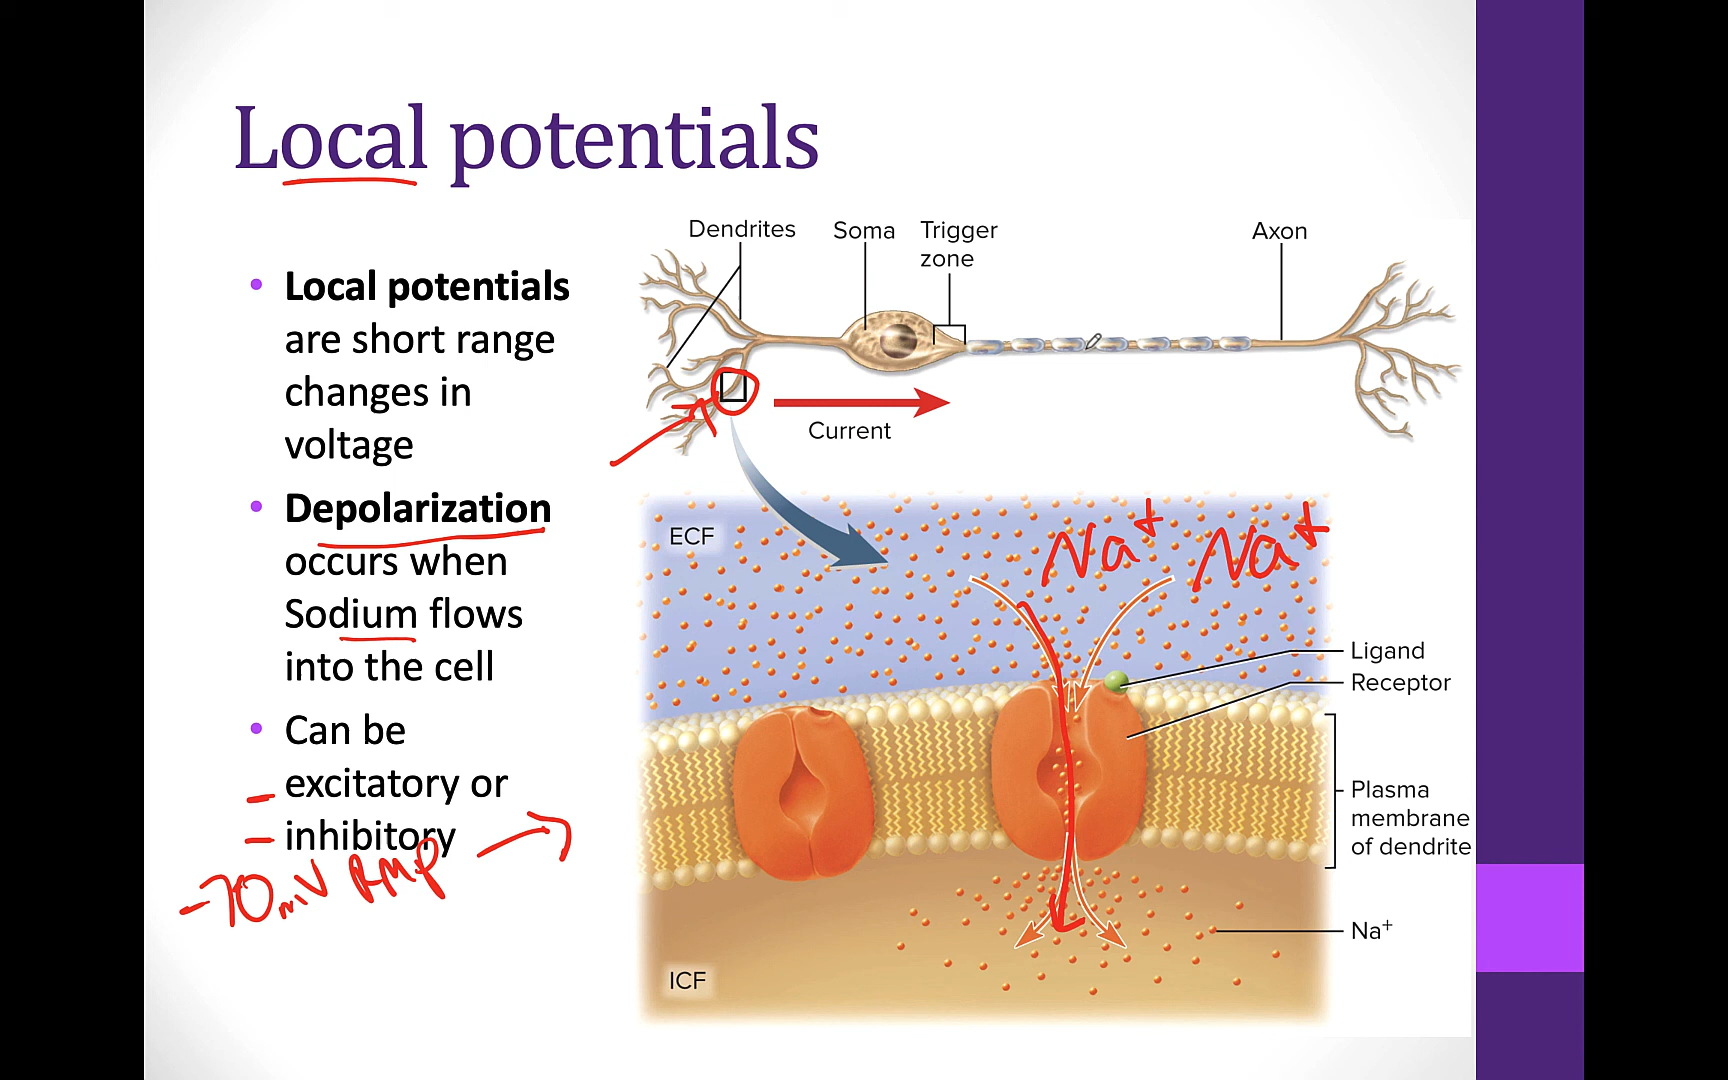 Local potentials
• Local potentials
are short range
changes in
voltage
• Depolarization
occurs when
Sodium flows
into the cell
• Can be
excitatory or
inhibitory
-70mV RMP
Dendrites
Soma
Trigger
zone
Axon
Current
ECF
Na+ Na+
Ligand
Receptor
Plasma
membrane
of dendrite
Na+
ICF